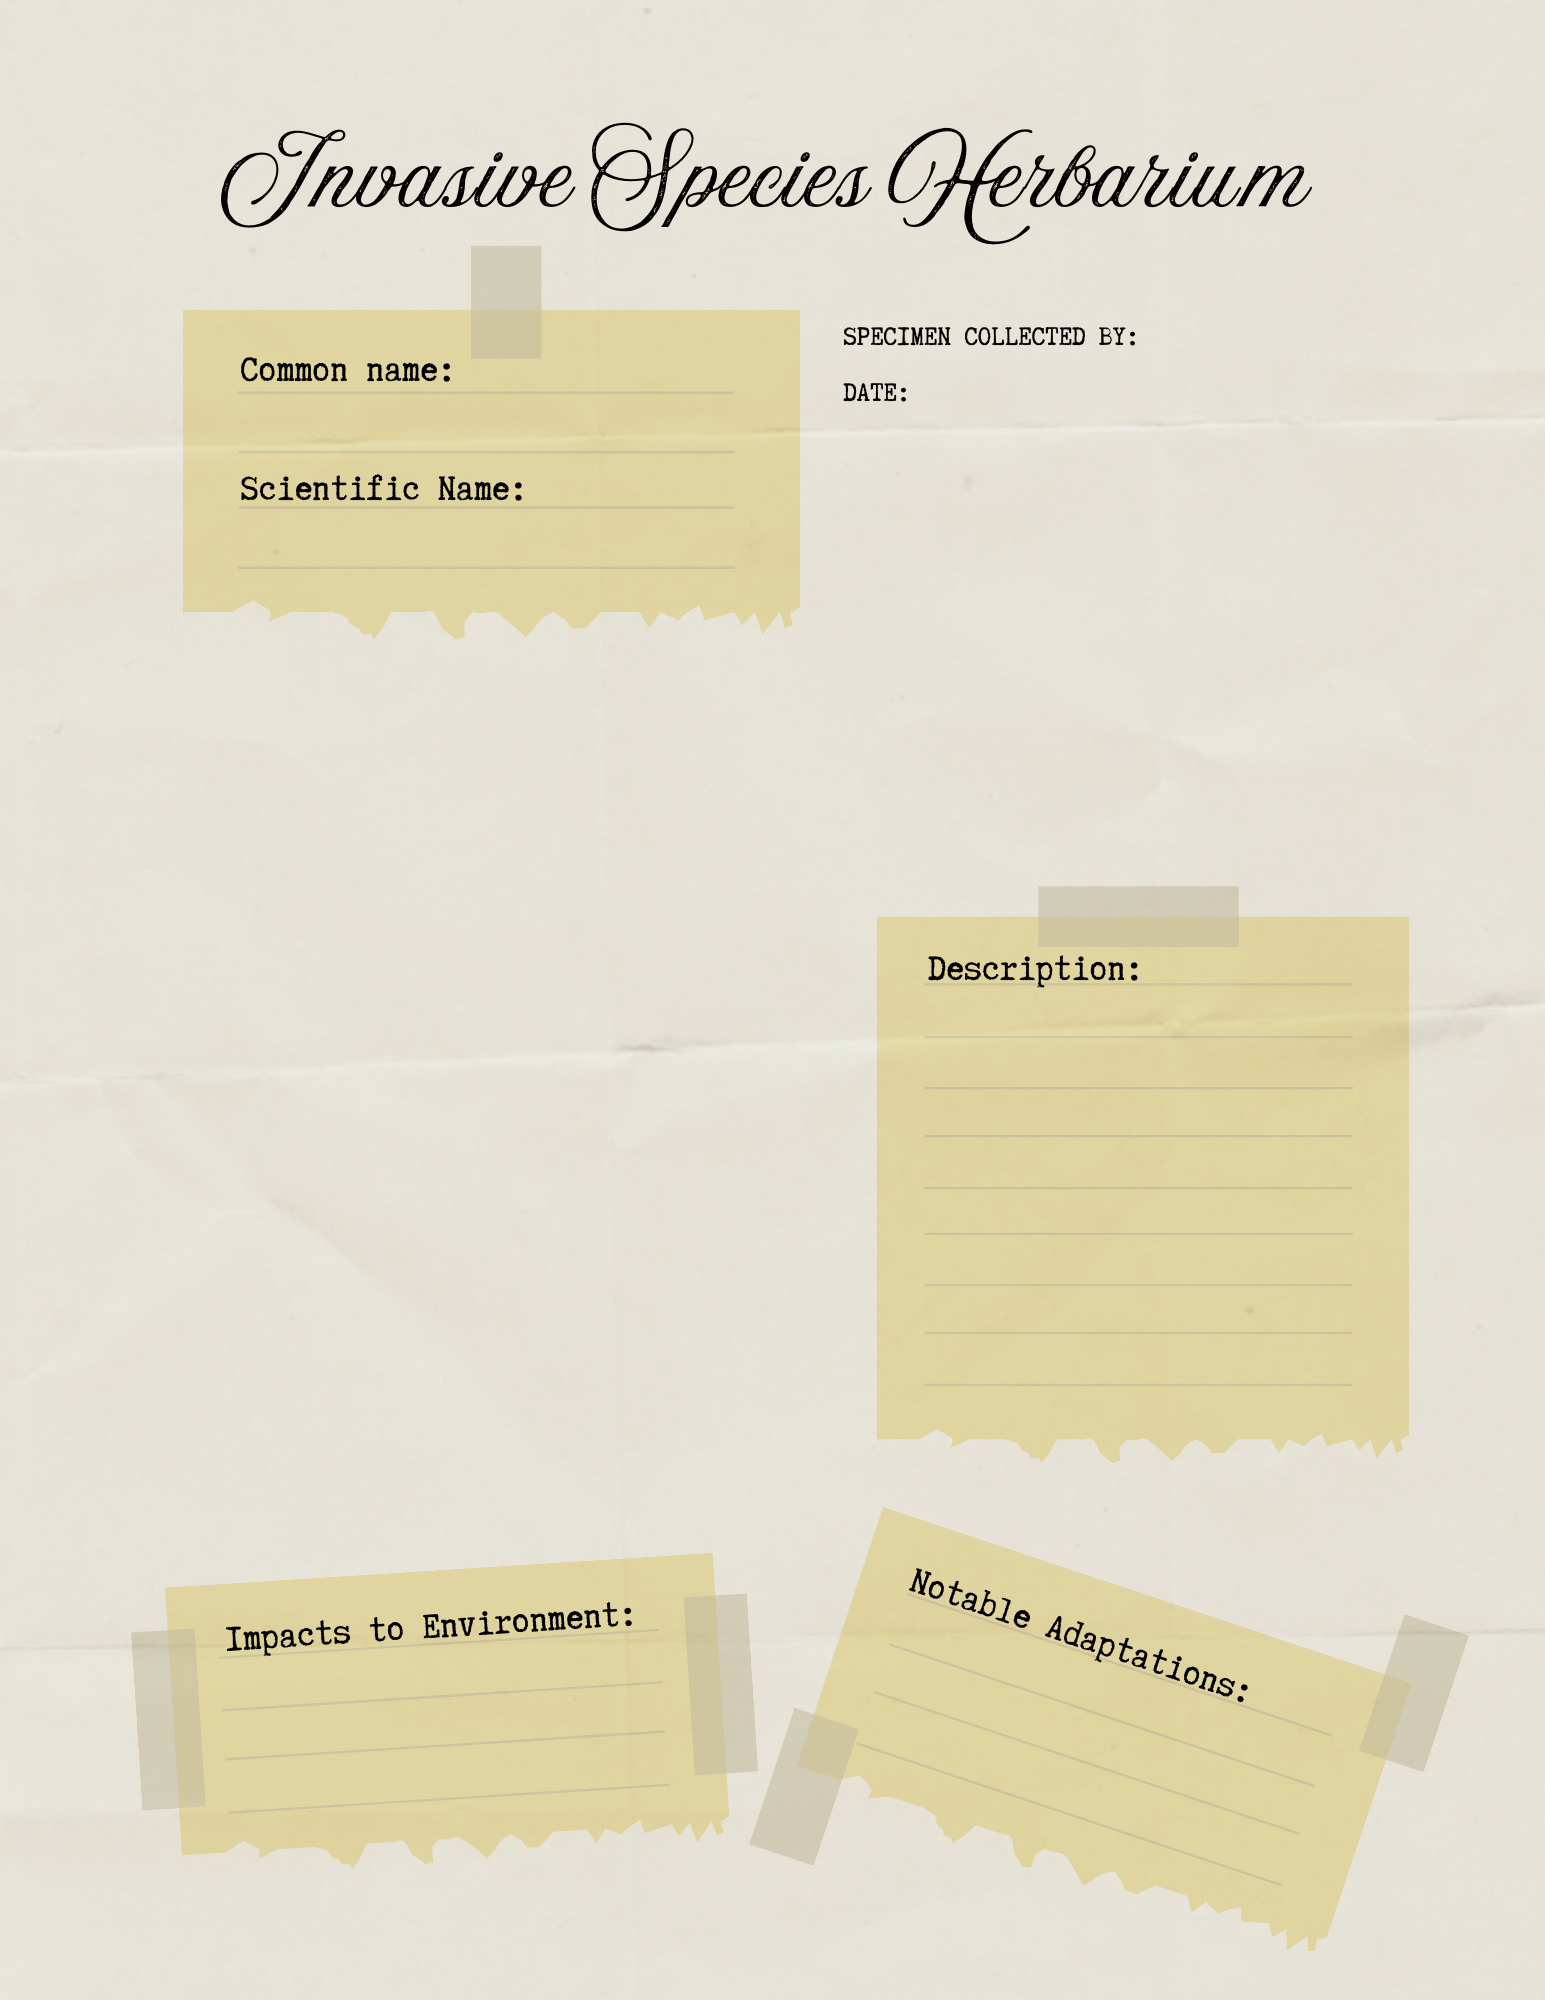 Invasive Species Herbarium
Common name:
Scientific Name:
SPECIMEN COLLECTED BY:
DATE:
Description:
Impacts to Environment:
Notable Adaptations: